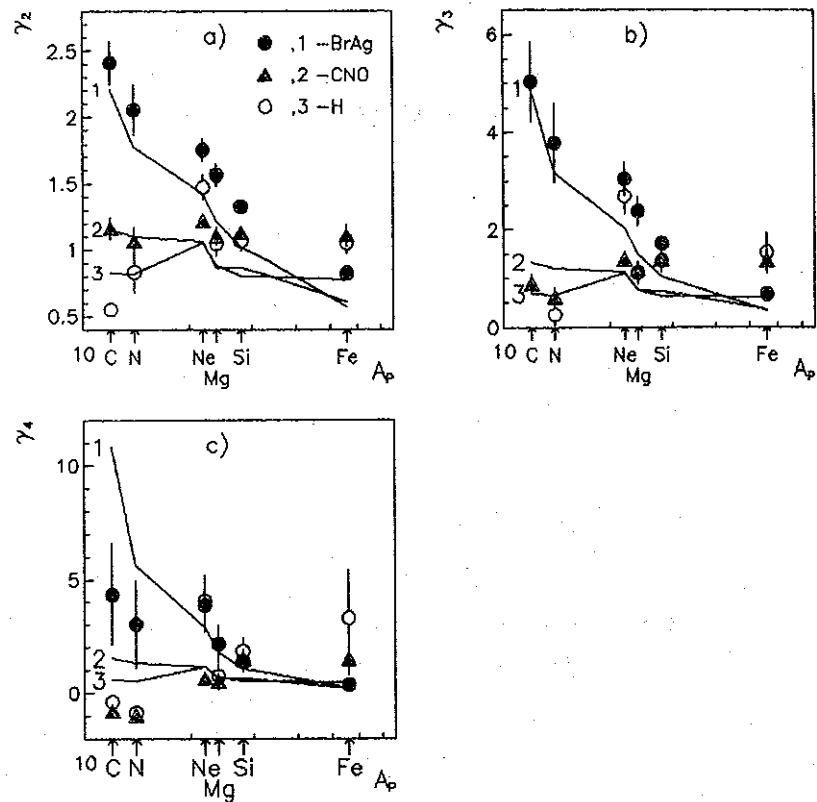 γ₂
a)
2.5
2
1.5
1
0.5
1
2
3
● ,1 –BrAg
▲ ,2 –CNO
○ ,3 –H
10 C N Ne Si Fe
Mg Aₚ
γ₃
b)
6
4
2
0
1
2
3
10 C N Ne Si Fe
Mg Aₚ
γ₄
c)
10
5
0
1
2
3
10 C N Ne Si Fe
Mg Aₚ